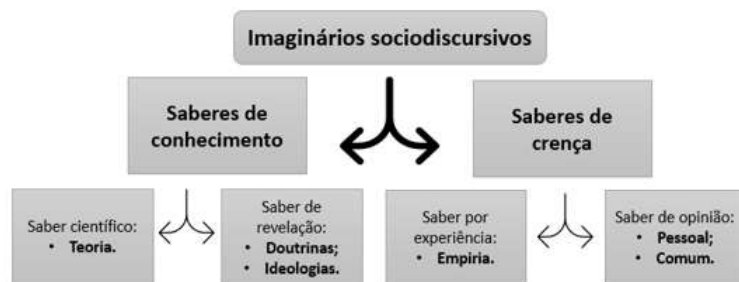 Imaginários sociodiscursivos
Saberes de
conhecimento
Saberes de
crença
Saber científico:
• Teoria.
Saber de
revelação:
• Doutrinas;
• Ideologias.
Saber por
experiência:
• Empiria.
Saber de opinião:
• Pessoal;
• Comum.